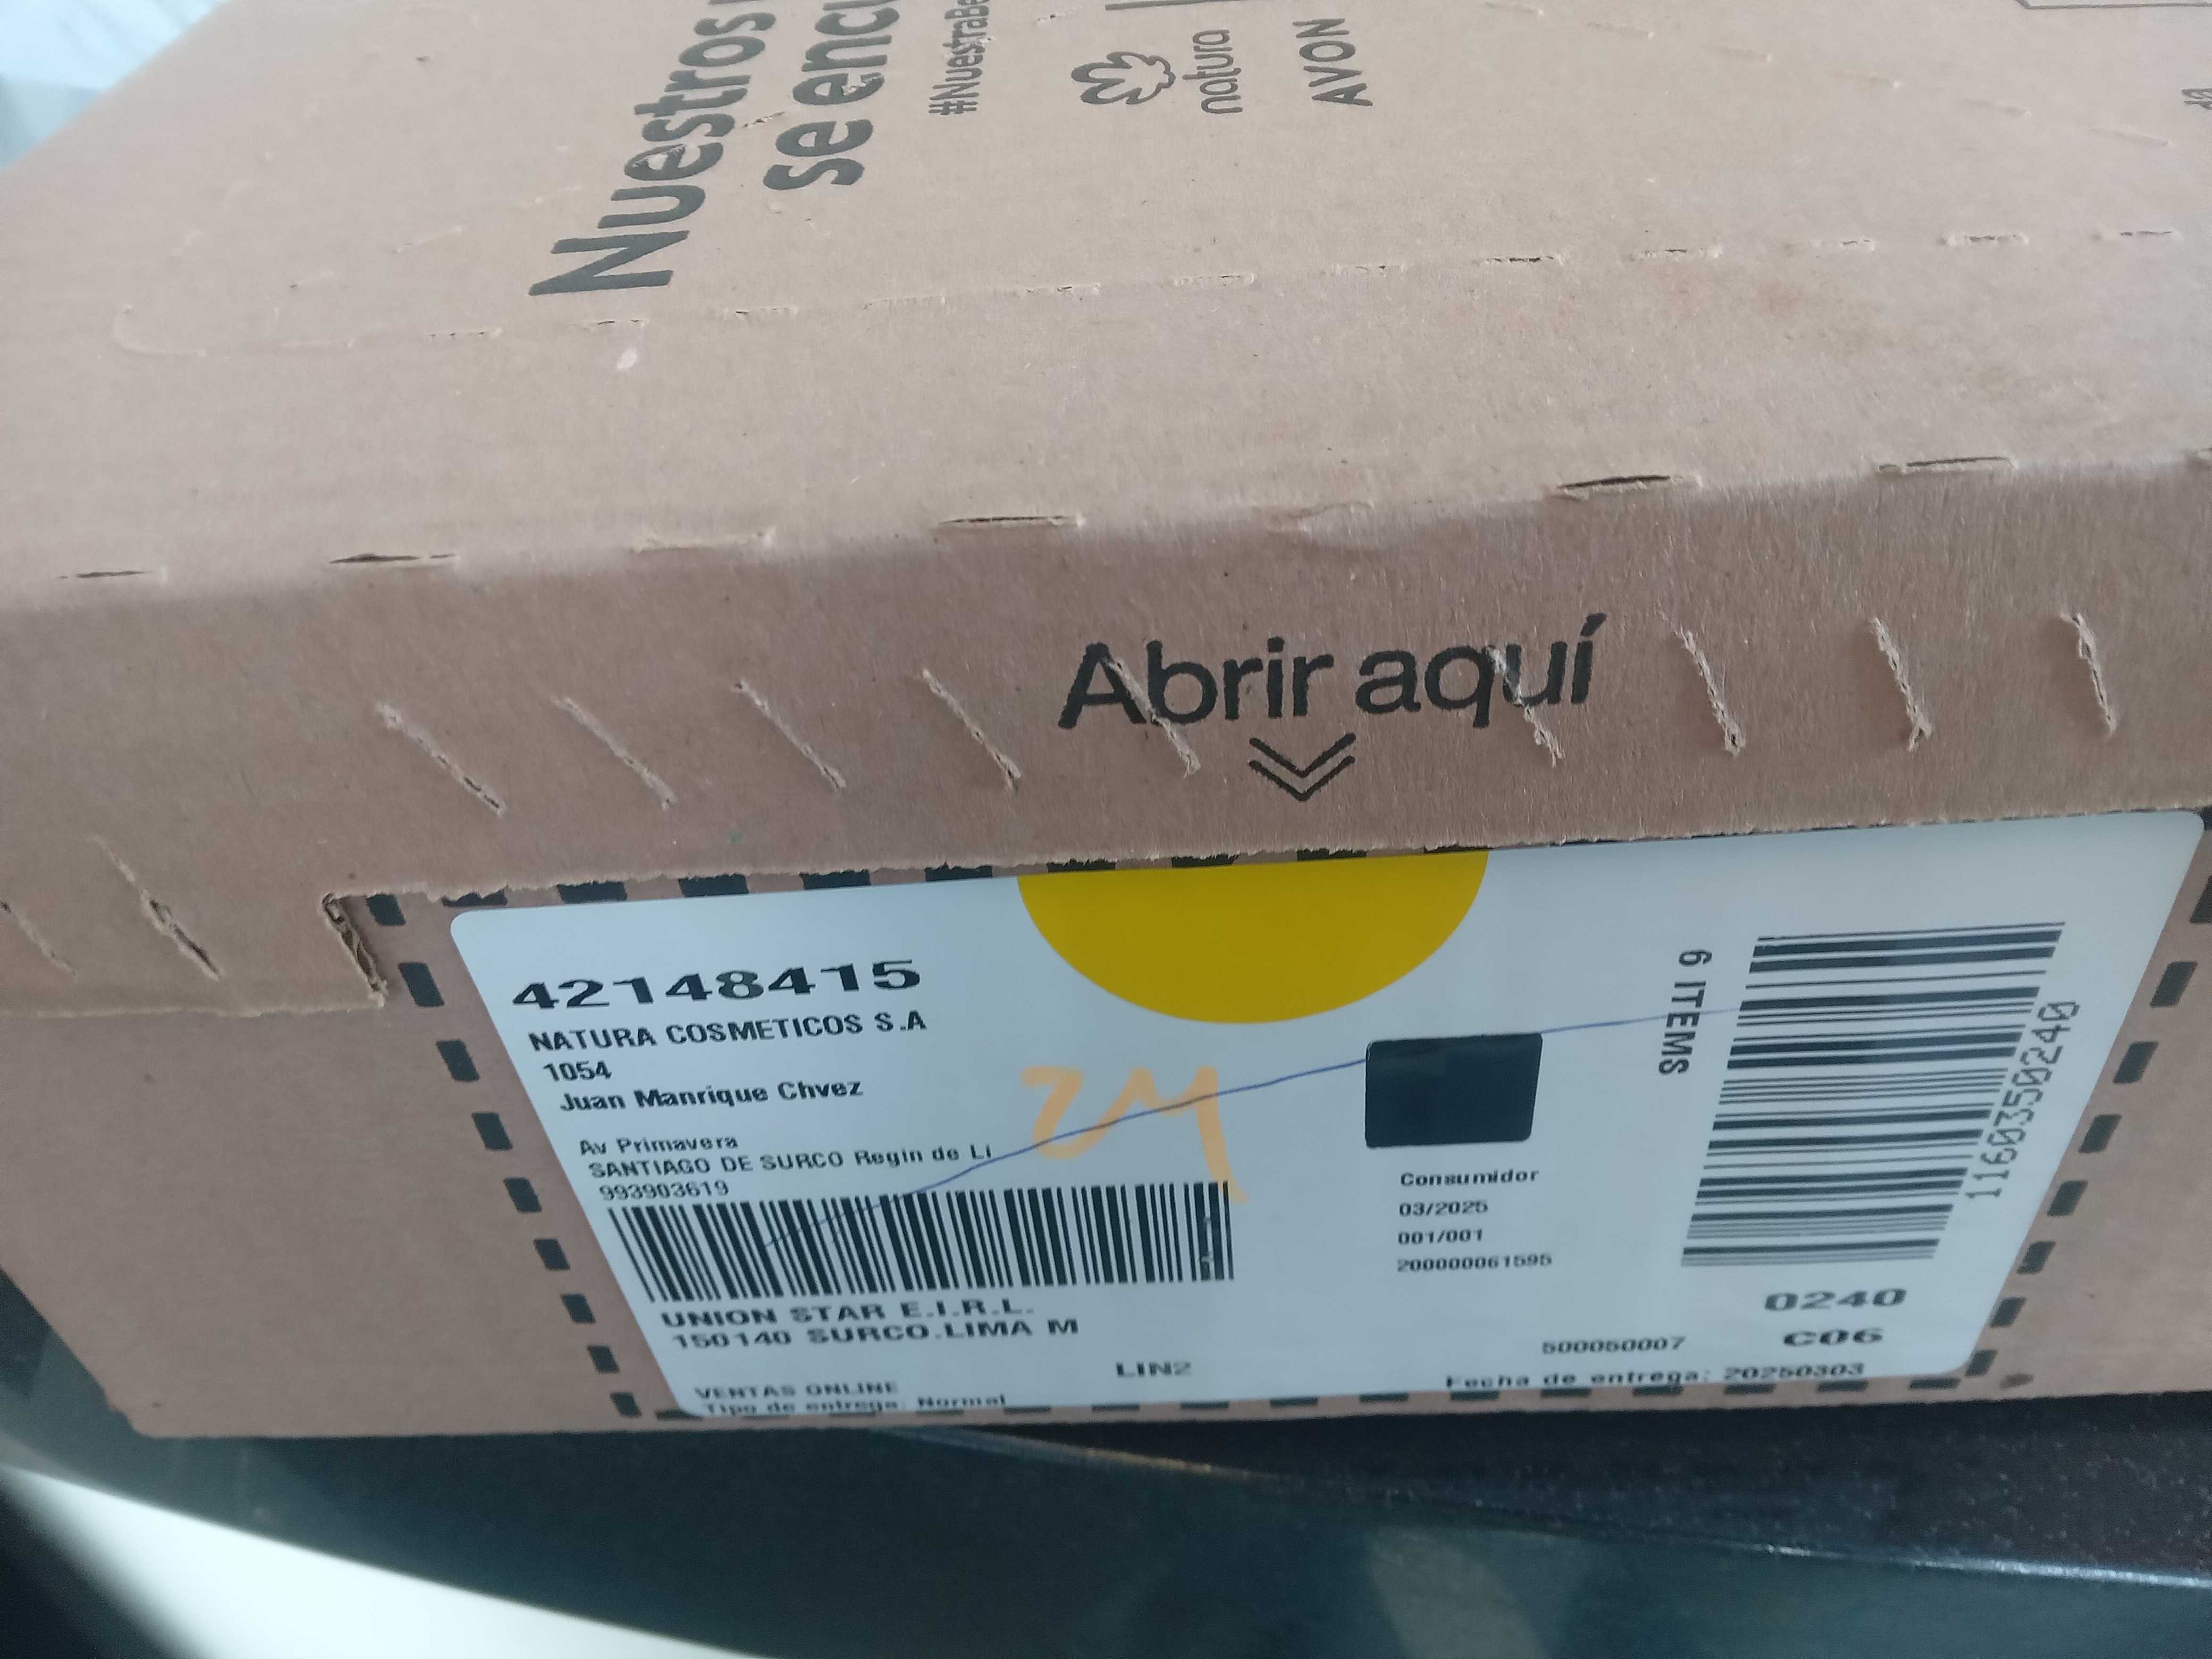 Nuestros
se encu
#NuestraBe
natura
AVON
Abrir aquí
42148415
NATURA COSMETICOS S.A
1054
Juan Manrique Chvez
Av Primavera
SANTIAGO DE SURCO Regin de Li
993903619
UNION STAR E.I.R.L.
150140 SURCO.LIMA M
LIN2
VENTAS ONLINE
Tipo de entrega: Normal
24
Consumidor
03/2025
001/001
200000061595
6 ITEMS
1160350240
0240
C06
500050007
Fecha de entrega: 20250303